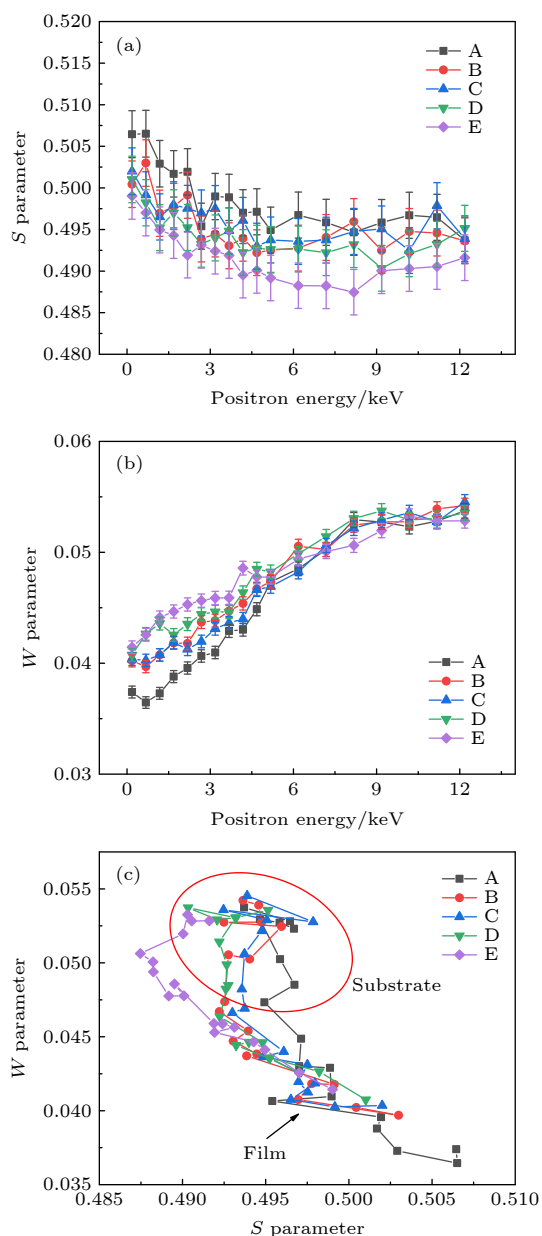 0.520
(a)
0.515
A
B
0.510
C
D
0.505
E
S parameter
0.500
0.495
0.490
0.485
0.480
0 3 6 9 12
Positron energy/keV
0.06
(b)
0.05
W parameter
0.04
A
B
C
D
E
0.03
0 3 6 9 12
Positron energy/keV
(c)
A
0.055
B
C
D
E
0.050
Substrate
W parameter
0.045
0.040
Film
0.035
0.485 0.490 0.495 0.500 0.505 0.510
S parameter